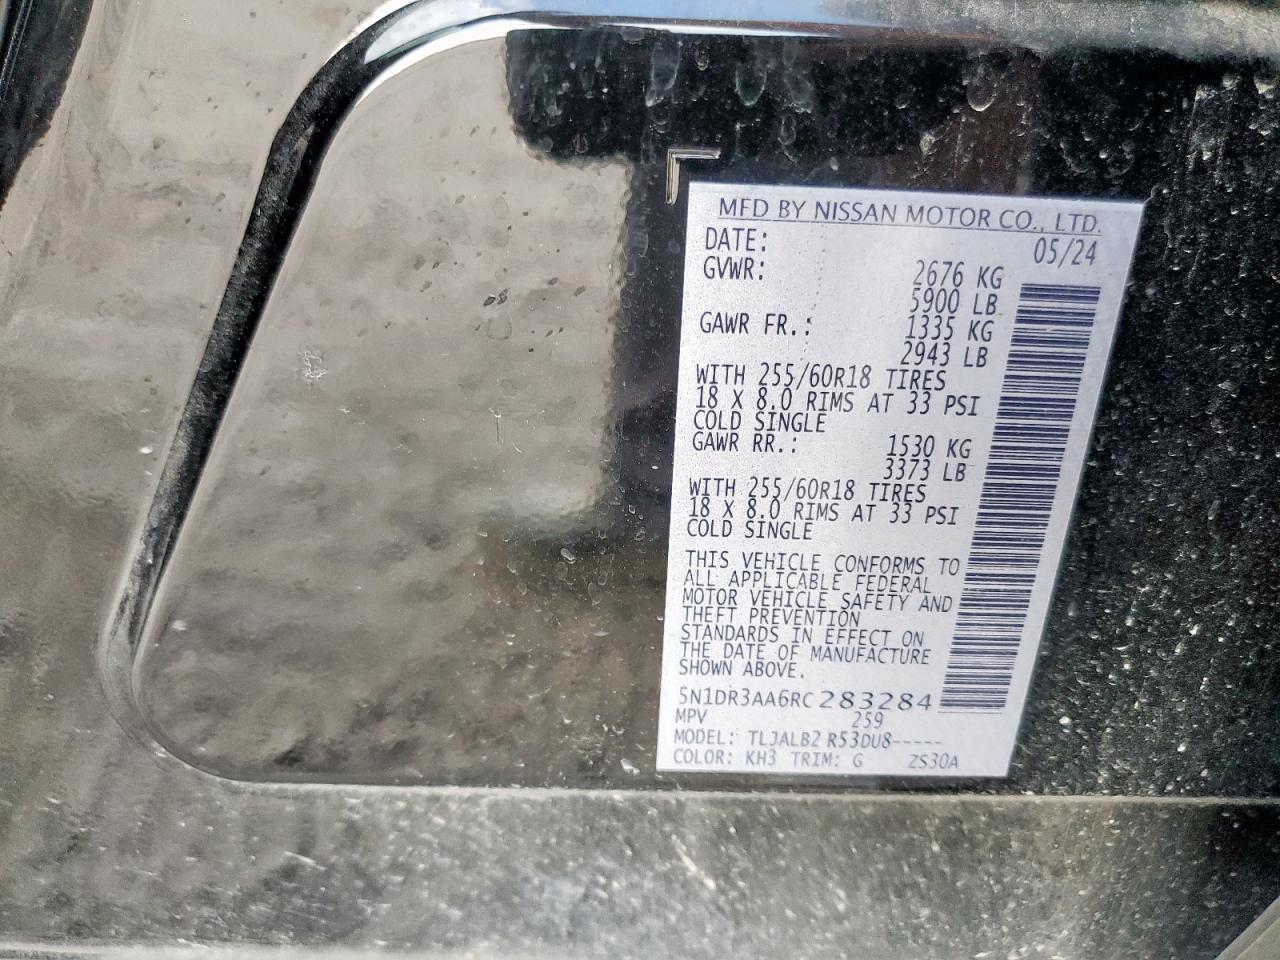 MFD BY NISSAN MOTOR CO., LTD.
DATE: 05/24
GVWR: 2676 KG
5900 LB
GAWR FR.: 1335 KG
2943 LB
WITH 255/60R18 TIRES
18 X 8.0 RIMS AT 33 PSI
COLD SINGLE
GAWR RR.: 1530 KG
3373 LB
WITH 255/60R18 TIRES
18 X 8.0 RIMS AT 33 PSI
COLD SINGLE
THIS VEHICLE CONFORMS TO
ALL APPLICABLE FEDERAL
MOTOR VEHICLE SAFETY AND
THEFT PREVENTION
STANDARDS IN EFFECT ON
THE DATE OF MANUFACTURE
SHOWN ABOVE.
5N1DR3AA6RC283284
MPV 259
MODEL: TLJALB2 R53DU8-----
COLOR: KH3 TRIM: G ZS30A